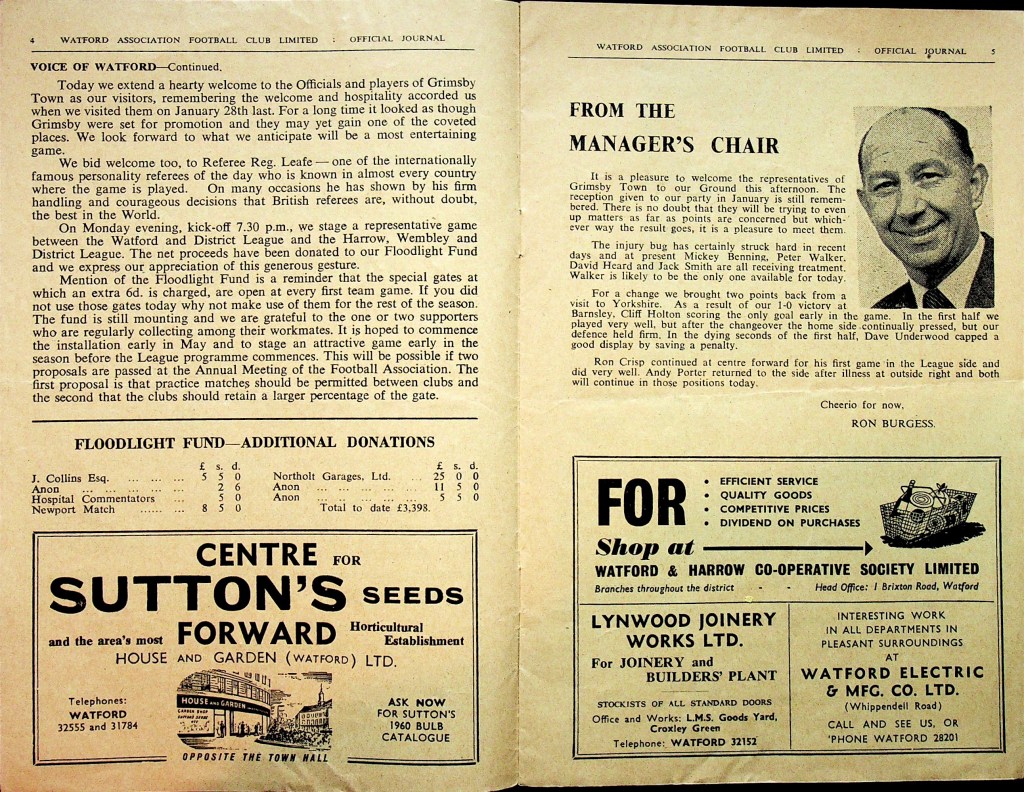 4 WATFORD ASSOCIATION FOOTBALL CLUB LIMITED : OFFICIAL JOURNAL
VOICE OF WATFORD—Continued.
Today we extend a hearty welcome to the Officials and players of Grimsby
Town as our visitors, remembering the welcome and hospitality accorded us
when we visited them on January 28th last. For a long time it looked as though
Grimsby were set for promotion and they may yet gain one of the coveted
places. We look forward to what we anticipate will be a most entertaining
game.
We bid welcome too, to Referee Reg. Leafe — one of the internationally
famous personality referees of the day who is known in almost every country
where the game is played. On many occasions he has shown by his firm
handling and courageous decisions that British referees are, without doubt,
the best in the World.
On Monday evening, kick-off 7.30 p.m., we stage a representative game
between the Watford and District League and the Harrow, Wembley and
District League. The net proceeds have been donated to our Floodlight Fund
and we express our appreciation of this generous gesture.
Mention of the Floodlight Fund is a reminder that the special gates at
which an extra 6d. is charged, are open at every first team game. If you did
not use those gates today why not make use of them for the rest of the season.
The fund is still mounting and we are grateful to the one or two supporters
who are regularly collecting among their workmates. It is hoped to commence
the installation early in May and to stage an attractive game early in the
season before the League programme commences. This will be possible if two
proposals are passed at the Annual Meeting of the Football Association. The
first proposal is that practice matches should be permitted between clubs and
the second that the clubs should retain a larger percentage of the gate.
FLOODLIGHT FUND—ADDITIONAL DONATIONS
£ s. d. £ s. d.
J. Collins Esq. ... ... ... 5 5 0 Northolt Garages, Ltd. ... 25 0 0
Anon ... ... ... ... ... 2 6 Anon ... ... ... ... ... 11 5 0
Hospital Commentators ... 5 0 Anon ... ... ... ... ... 5 5 0
Newport Match ...... ... 8 5 0 Total to date £3,398.
CENTRE FOR
SUTTON'S SEEDS
and the area's most FORWARD Horticultural Establishment
HOUSE AND GARDEN (WATFORD) LTD.
Telephones:
WATFORD
32555 and 31784
HOUSE AND GARDEN
ASK NOW
FOR SUTTON'S
1960 BULB
CATALOGUE
OPPOSITE THE TOWN HALL
WATFORD ASSOCIATION FOOTBALL CLUB LIMITED : OFFICIAL JOURNAL 5
FROM THE
MANAGER'S CHAIR
It is a pleasure to welcome the representatives of
Grimsby Town to our Ground this afternoon. The
reception given to our party in January is still remem-
bered. There is no doubt that they will be trying to even
up matters as far as points are concerned but which-
ever way the result goes, it is a pleasure to meet them.
The injury bug has certainly struck hard in recent
days and at present Mickey Benning, Peter Walker,
David Heard and Jack Smith are all receiving treatment.
Walker is likely to be the only one available for today.
For a change we brought two points back from a
visit to Yorkshire. As a result of our 1-0 victory at
Barnsley, Cliff Holton scoring the only goal early in the game. In the first half we
played very well, but after the changeover the home side continually pressed, but our
defence held firm. In the dying seconds of the first half, Dave Underwood capped a
good display by saving a penalty.
Ron Crisp continued at centre forward for his first game in the League side and
did very well. Andy Porter returned to the side after illness at outside right and both
will continue in those positions today.
Cheerio for now,
RON BURGESS.
FOR
• EFFICIENT SERVICE
• QUALITY GOODS
• COMPETITIVE PRICES
• DIVIDEND ON PURCHASES
Shop at
WATFORD & HARROW CO-OPERATIVE SOCIETY LIMITED
Branches throughout the district - - Head Office: 1 Brixton Road, Watford
LYNWOOD JOINERY
WORKS LTD.
For JOINERY and
BUILDERS' PLANT
STOCKISTS OF ALL STANDARD DOORS
Office and Works: L.M.S. Goods Yard,
Croxley Green
Telephone: WATFORD 32152
INTERESTING WORK
IN ALL DEPARTMENTS IN
PLEASANT SURROUNDINGS
AT
WATFORD ELECTRIC
& MFG. CO. LTD.
(Whippendell Road)
CALL AND SEE US, OR
'PHONE WATFORD 28201